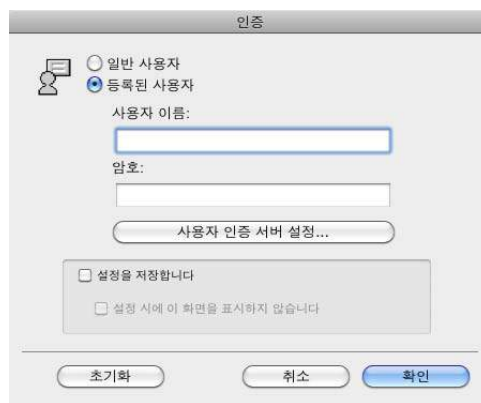 인증
일반 사용자
등록된 사용자
사용자 이름:
암호:
사용자 인증 서버 설정...
설정을 저장합니다
설정 시에 이 화면을 표시하지 않습니다
초기화 취소 확인